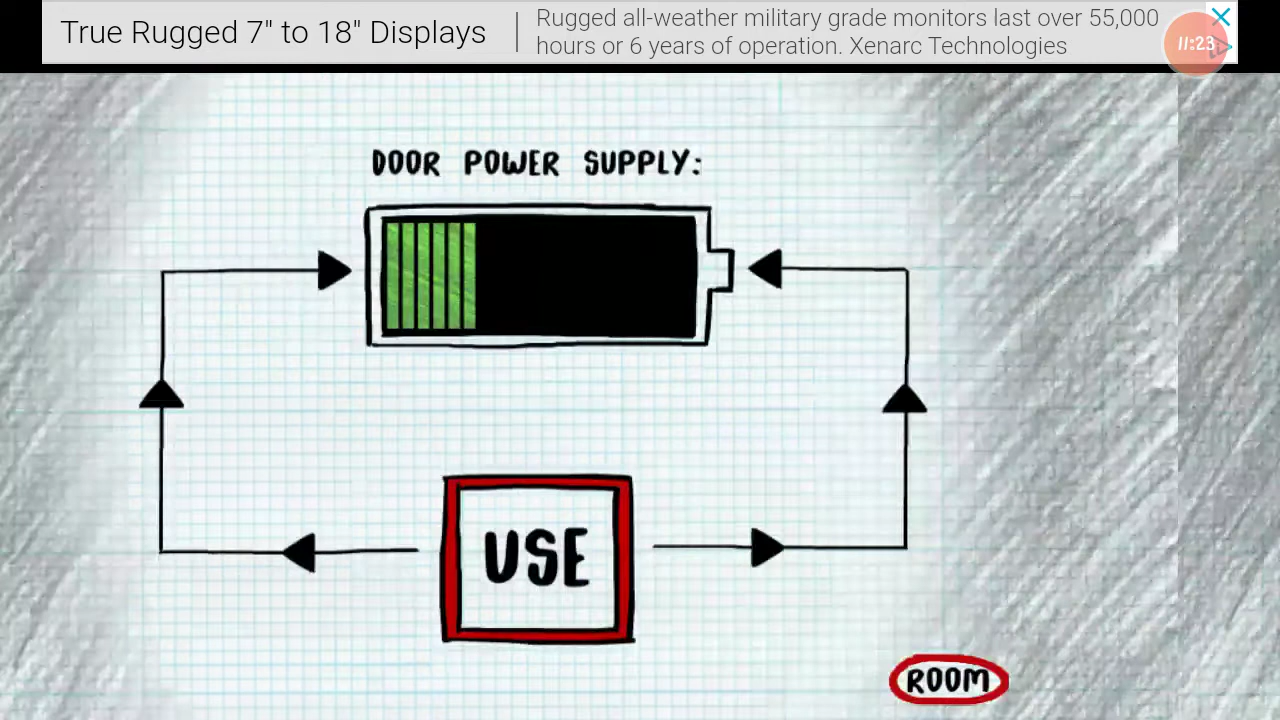 True Rugged 7" to 18" Displays
Rugged all-weather military grade monitors last over 55,000
hours or 6 years of operation. Xenarc Technologies
11:23
DOOR POWER SUPPLY:
USE
ROOM